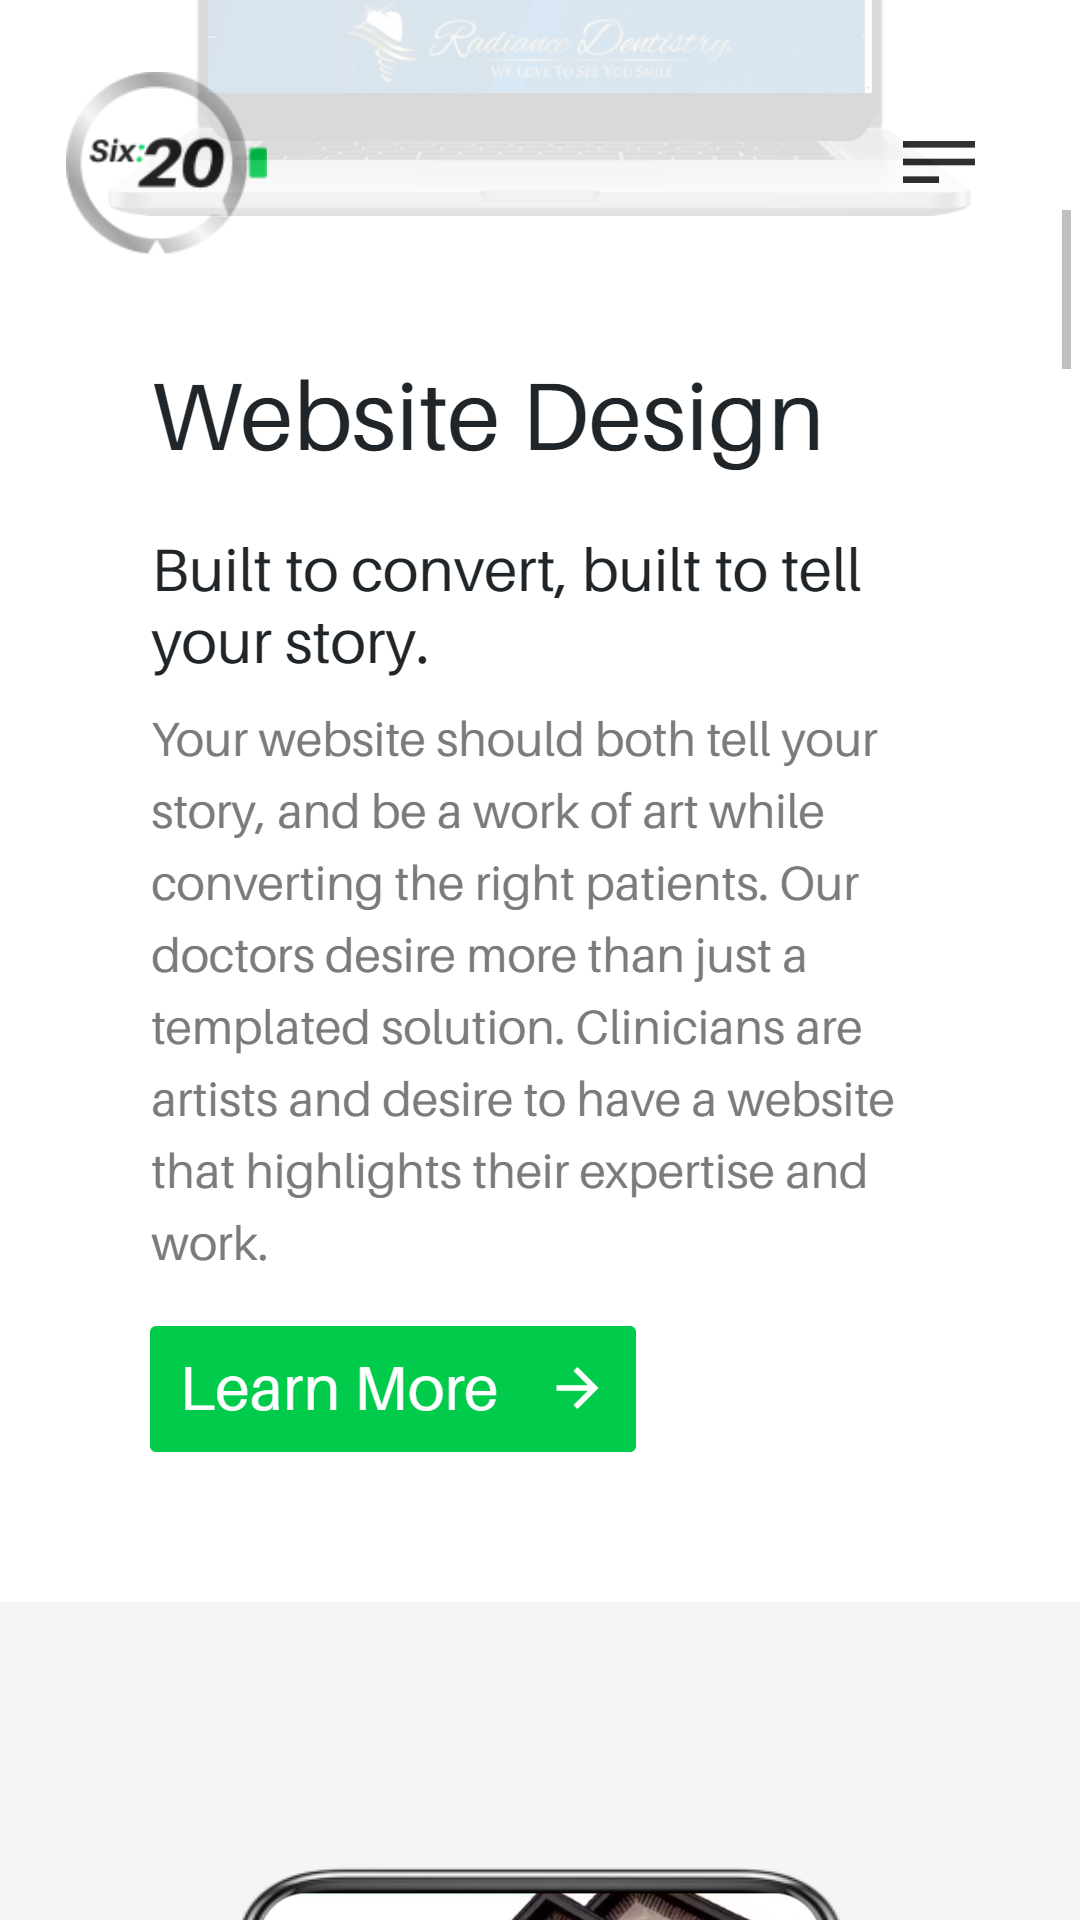 Radiance Dentistry.
WE LOVE TO SEE YOU SMILE
Six:20
Website Design
Built to convert, built to tell
your story.
Your website should both tell your
story, and be a work of art while
converting the right patients. Our
doctors desire more than just a
templated solution. Clinicians are
artists and desire to have a website
that highlights their expertise and
work.
Learn More